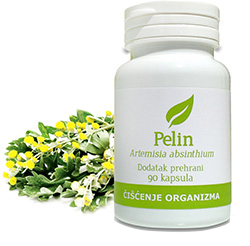 Pelin
Artemisia absinthium
Dodatak prehrani
90 kapsula
ČIŠĆENJE ORGANIZMA